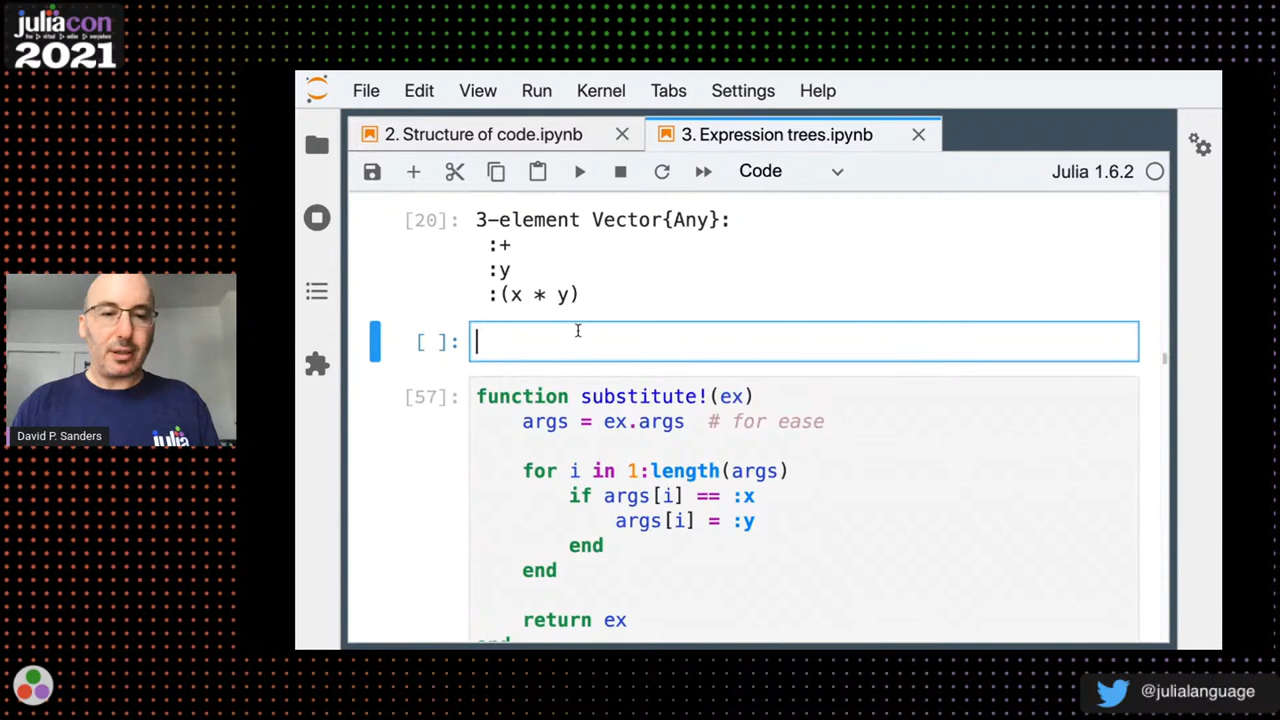 juliacon
2021
File Edit View Run Kernel Tabs Settings Help
2. Structure of code.ipynb
3. Expression trees.ipynb
Code
Julia 1.6.2
[20]: 3-element Vector{Any}:
:+
:y
:(x * y)
[ ]:
[57]: function substitute!(ex)
args = ex.args # for ease
for i in 1:length(args)
if args[i] == :x
args[i] = :y
end
end
return ex
David P. Sanders
julia
@julialanguage